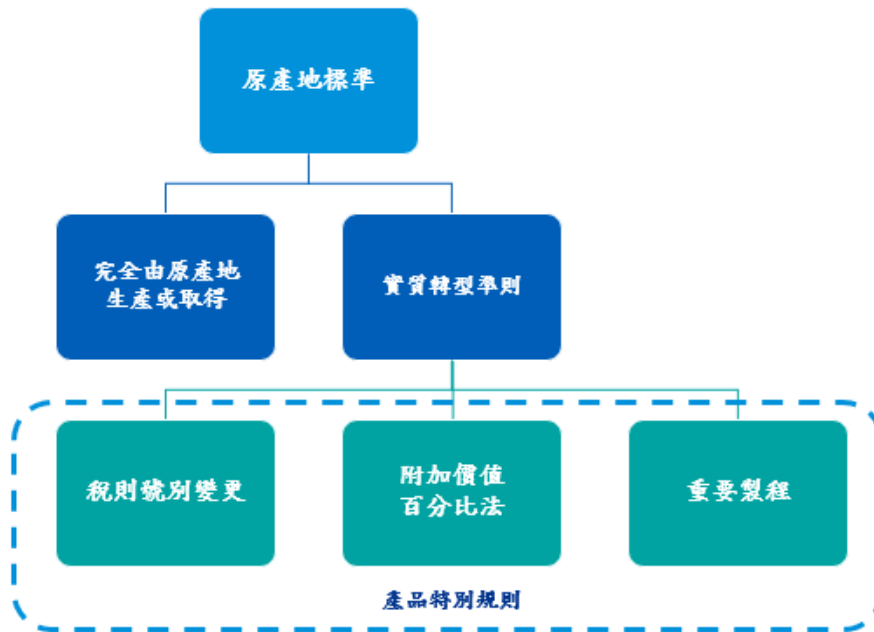 原產地標準
完全由原產地
生產或取得
實質轉型準則
稅則號別變更
附加價值
百分比法
重要製程
產品特別規則